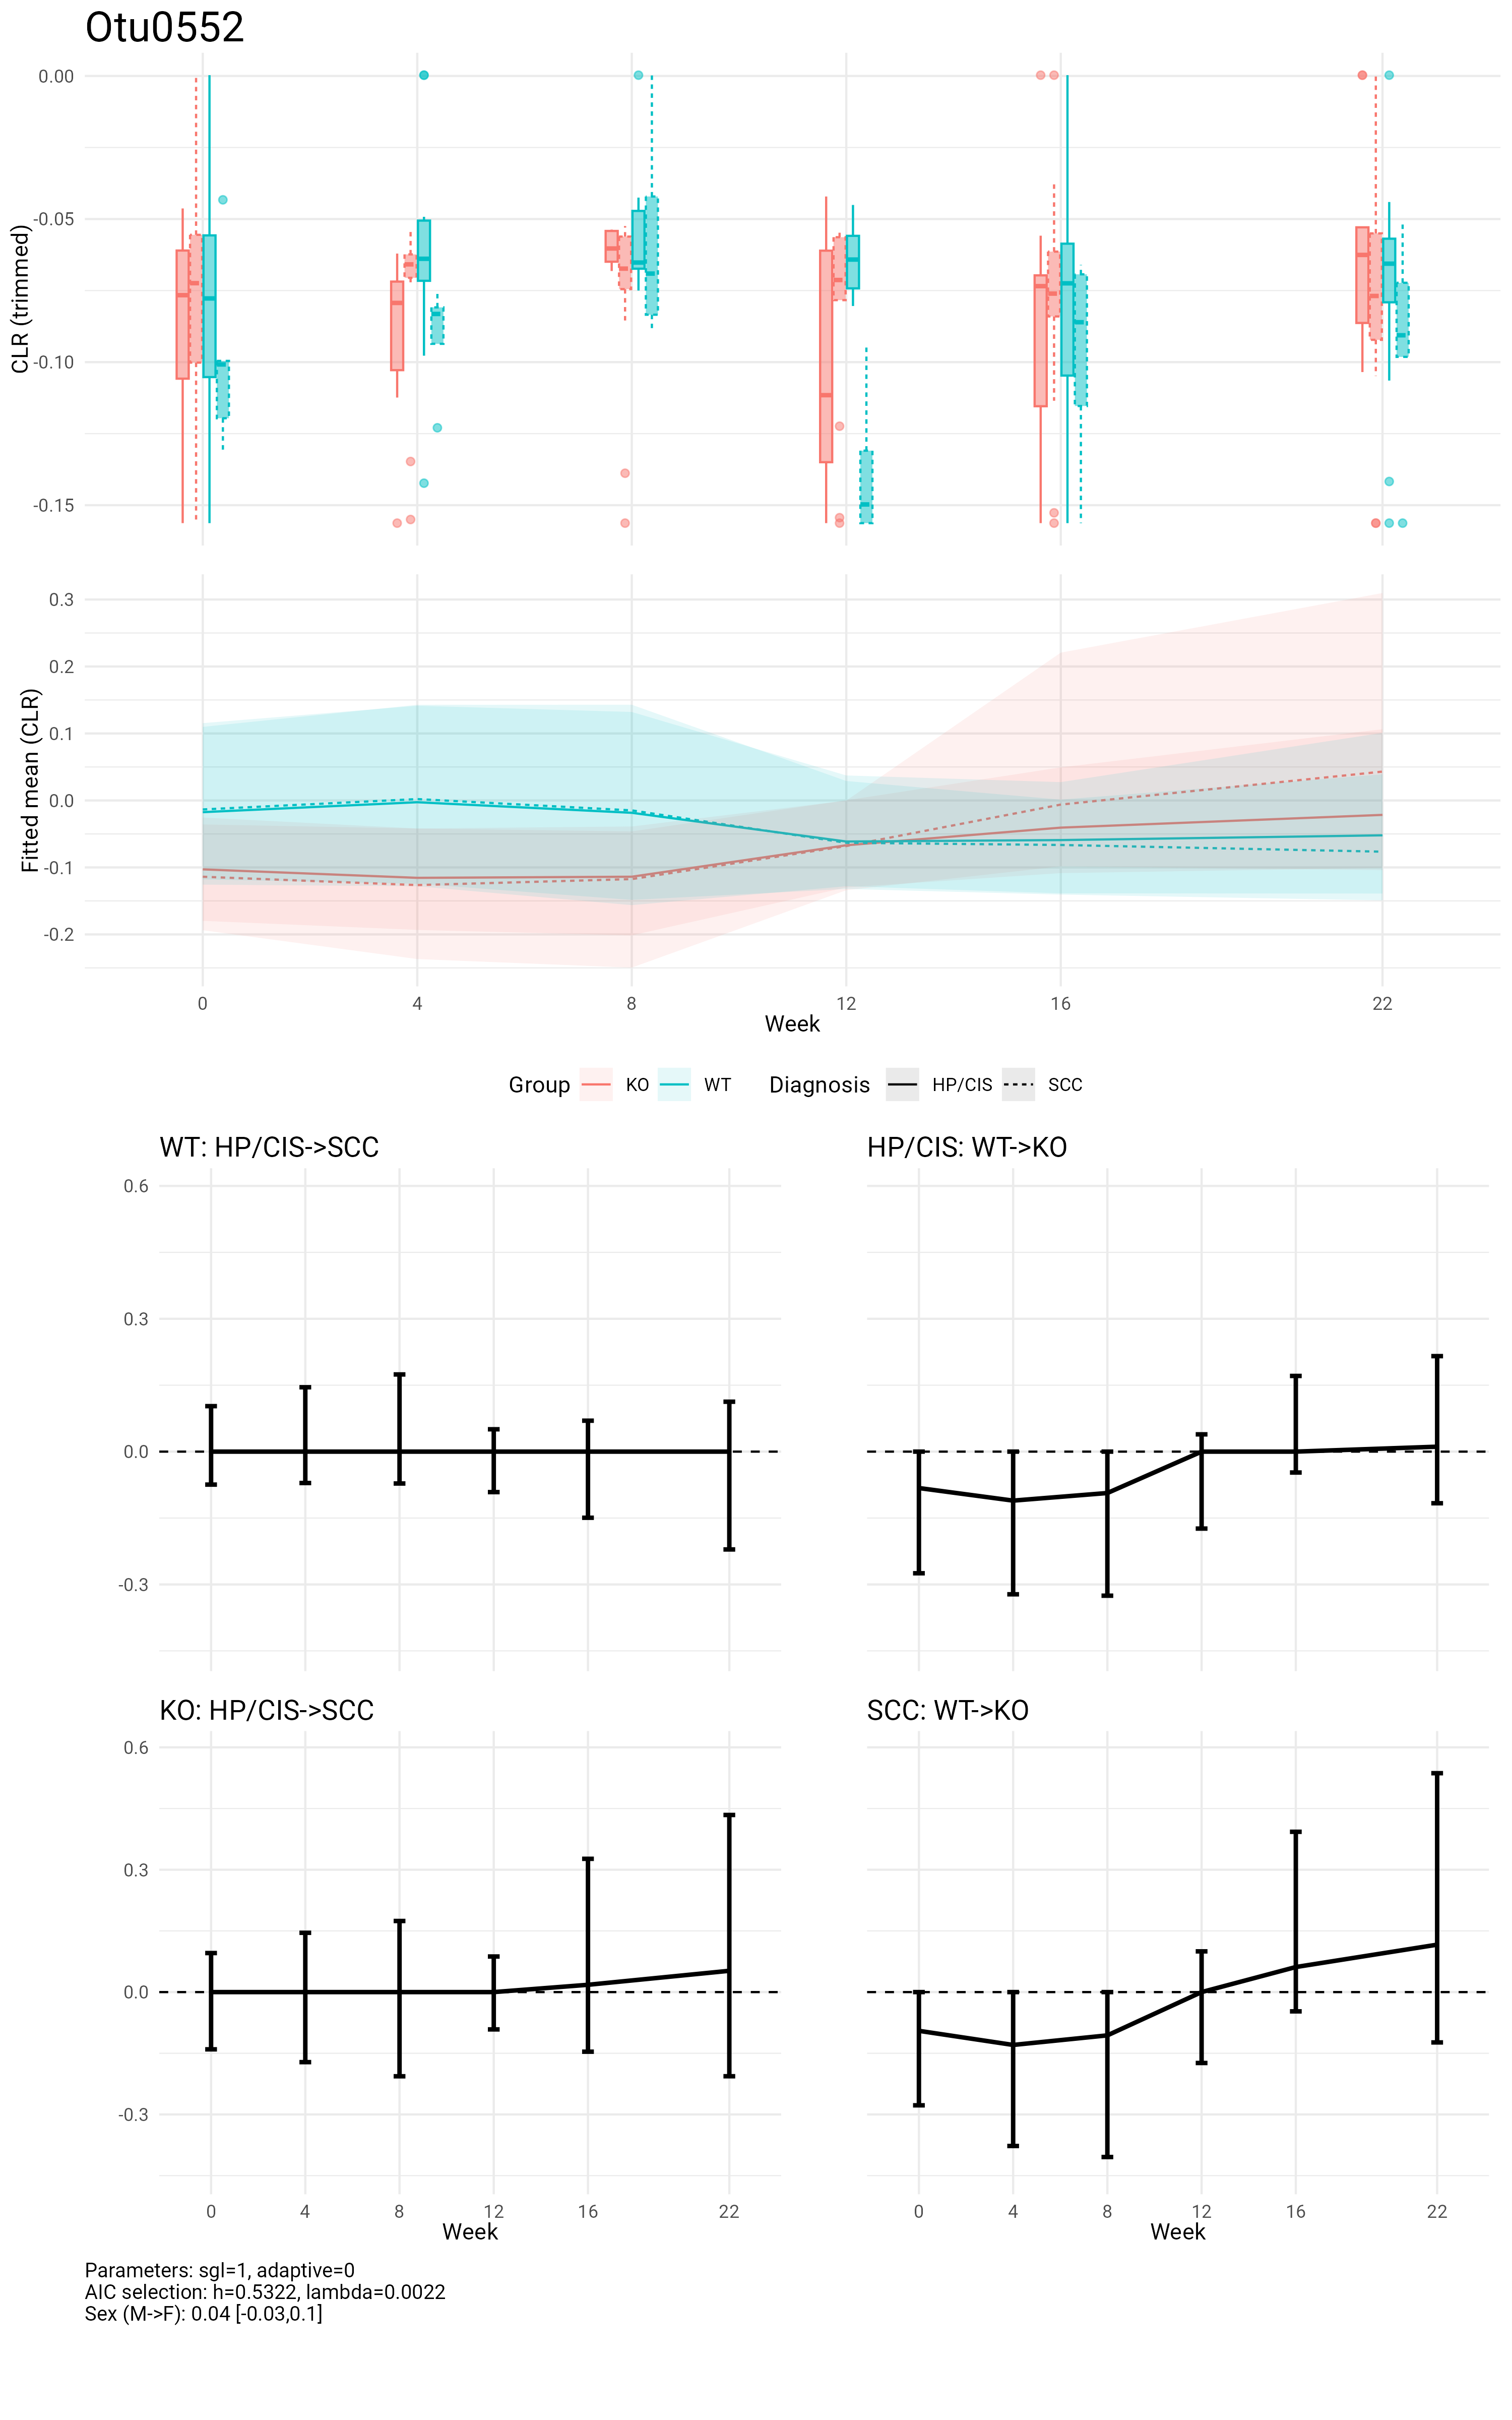 Otu0552
CLR (trimmed)
0.00
-0.05
-0.10
-0.15
Fitted mean (CLR)
0.3
0.2
0.1
0.0
-0.1
-0.2
0 4 8 12 16 22
Week
Group KO WT Diagnosis HP/CIS SCC
WT: HP/CIS->SCC HP/CIS: WT->KO
0.6
0.3
0.0
-0.3
KO: HP/CIS->SCC SCC: WT->KO
0.6
0.3
0.0
-0.3
0 4 8 12 16 22 0 4 8 12 16 22
Week Week
Parameters: sgl=1, adaptive=0
AIC selection: h=0.5322, lambda=0.0022
Sex (M->F): 0.04 [-0.03,0.1]